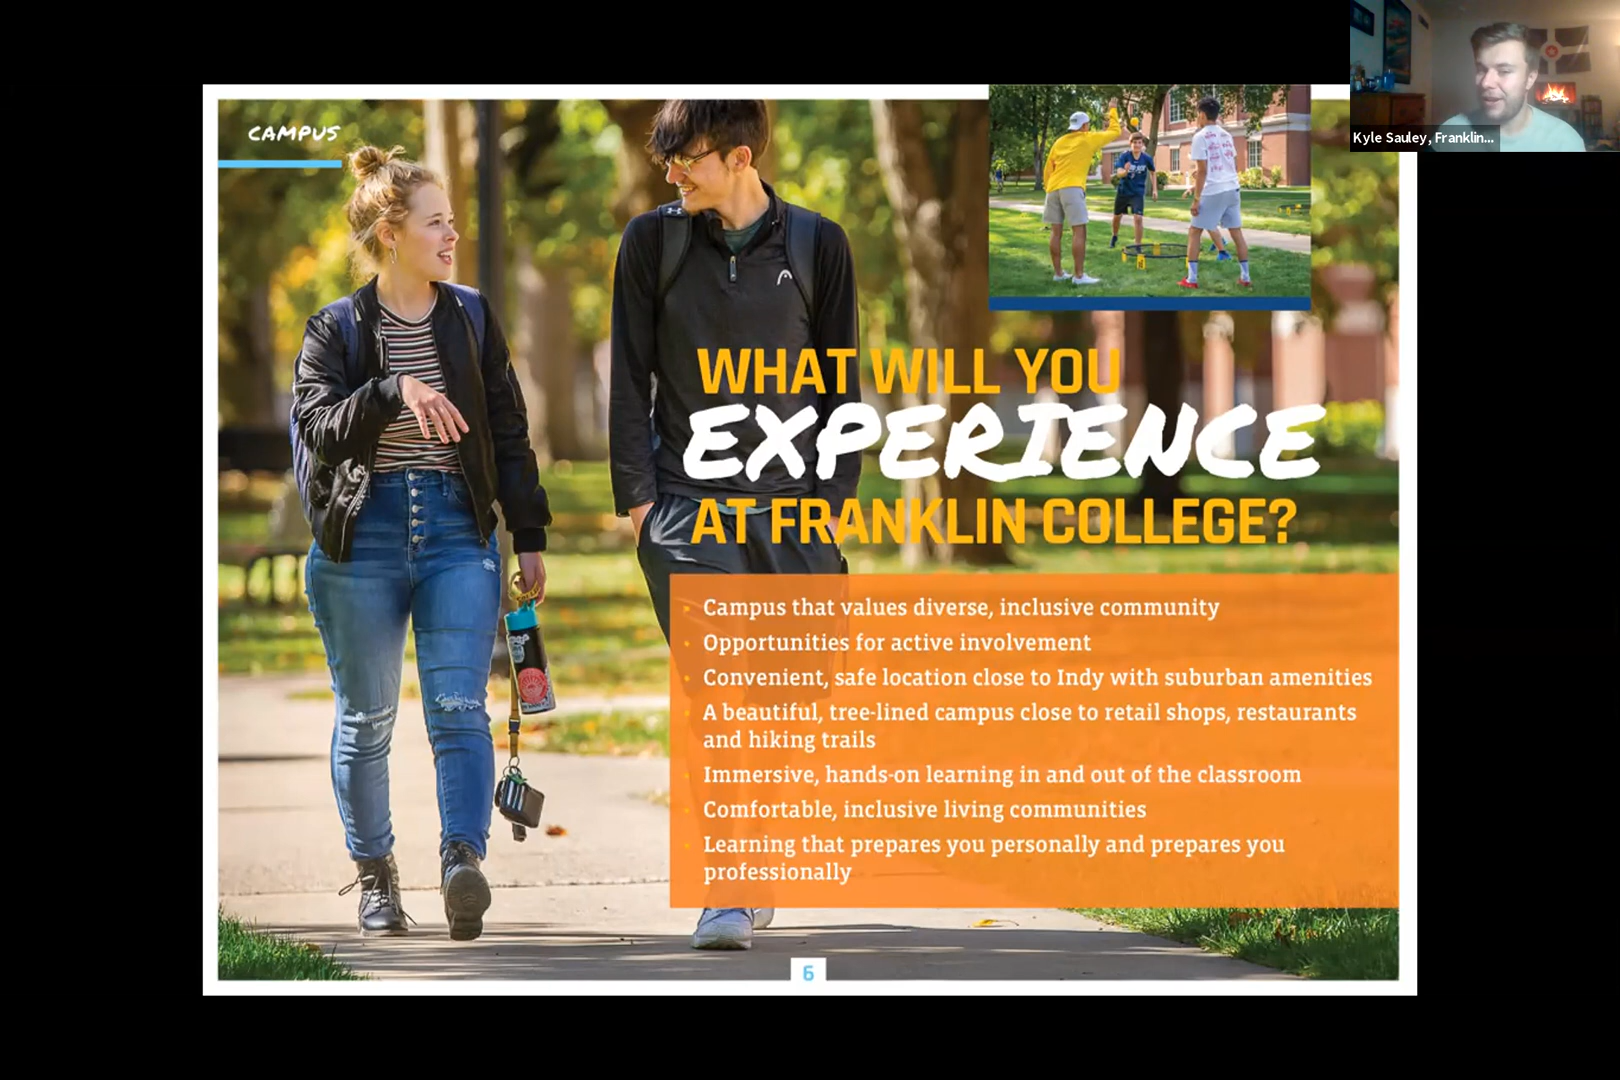 CAMPUS
Kyle Sauley, Franklin...
WHAT WILL YOU
EXPERIENCE
AT FRANKLIN COLLEGE?
Campus that values diverse, inclusive community
Opportunities for active involvement
Convenient, safe location close to Indy with suburban amenities
A beautiful, tree-lined campus close to retail shops, restaurants
and hiking trails
Immersive, hands-on learning in and out of the classroom
Comfortable, inclusive living communities
Learning that prepares you personally and prepares you
professionally
6